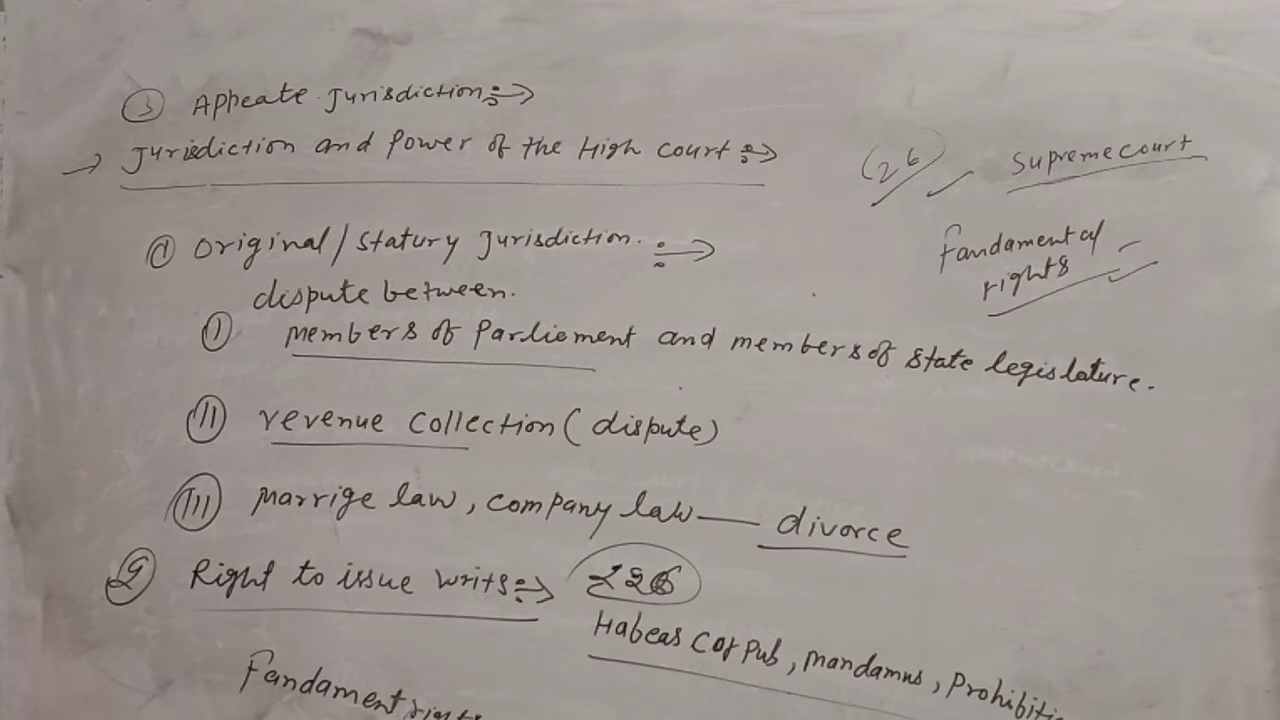 ③ Appeate Jurisdiction ⇒
→ Jurisdiction and Power of the High court ⇒
(26) ✓ Supreme court
Fandamental
rights
① Original/Statury Jurisdiction. ⇒
dispute between.
Ⓘ members of Parliement and members of state legislature.
Ⅱ revenue collection (dispute)
Ⅲ Marrige law, company law — divorce
② Right to issue writs ⇒ 226
Habeas Corpub, mandamus, Prohibiti
Fandament rights